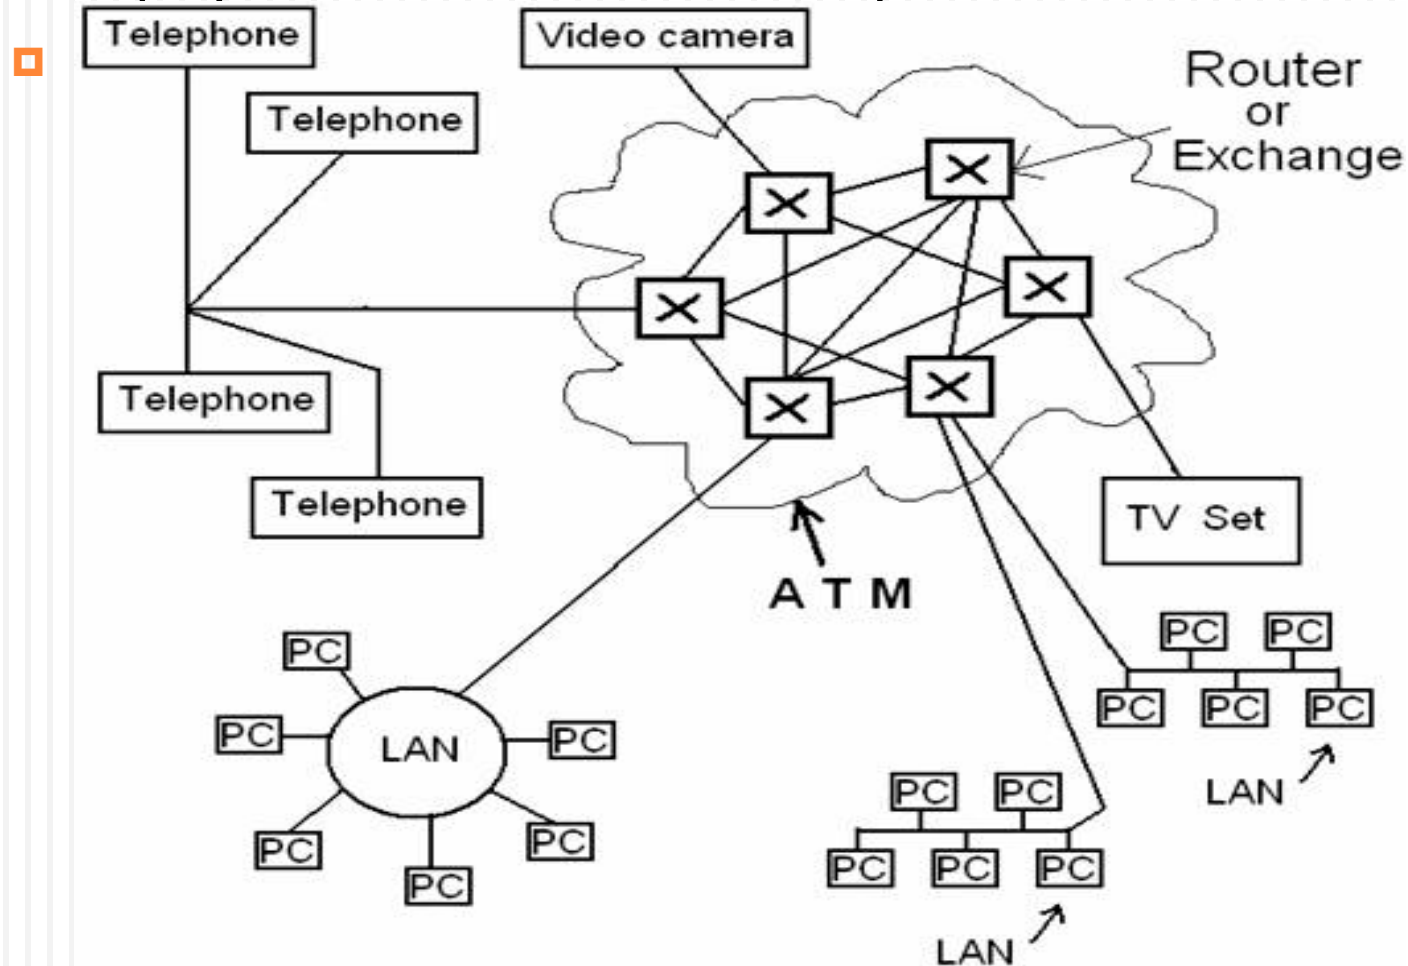 Telephone
Video camera
Router
or
Exchange
Telephone
X
X
X
X
X
X
Telephone
Telephone
TV Set
A T M
PC
PC
PC
LAN
PC
PC
PC
PC
PC
PC
PC
PC
PC
LAN
PC
PC
PC
PC
PC
LAN